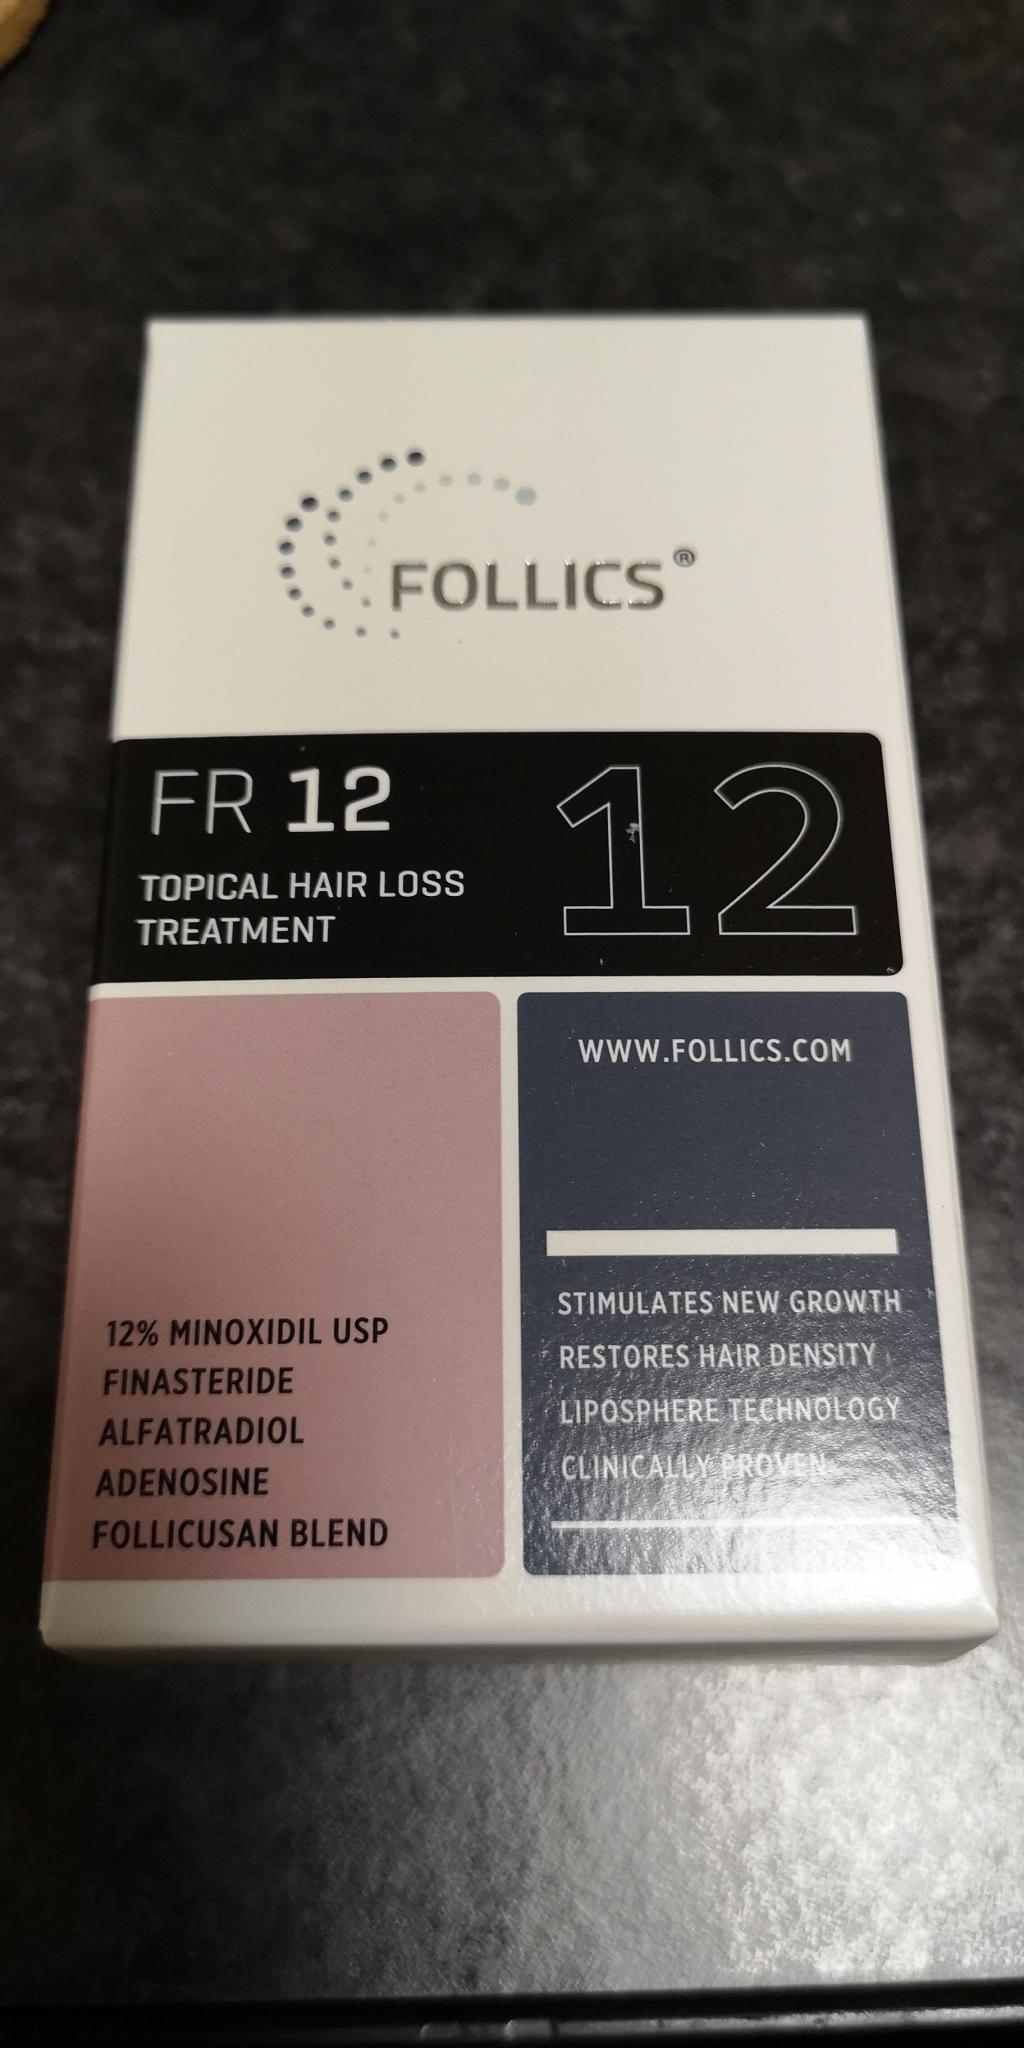 FOLLICS®
FR 12
12
TOPICAL HAIR LOSS
TREATMENT
12% MINOXIDIL USP
FINASTERIDE
ALFATRADIOL
ADENOSINE
FOLLICUSAN BLEND
WWW.FOLLICS.COM
STIMULATES NEW GROWTH
RESTORES HAIR DENSITY
LIPOSPHERE TECHNOLOGY
CLINICALLY PROVEN